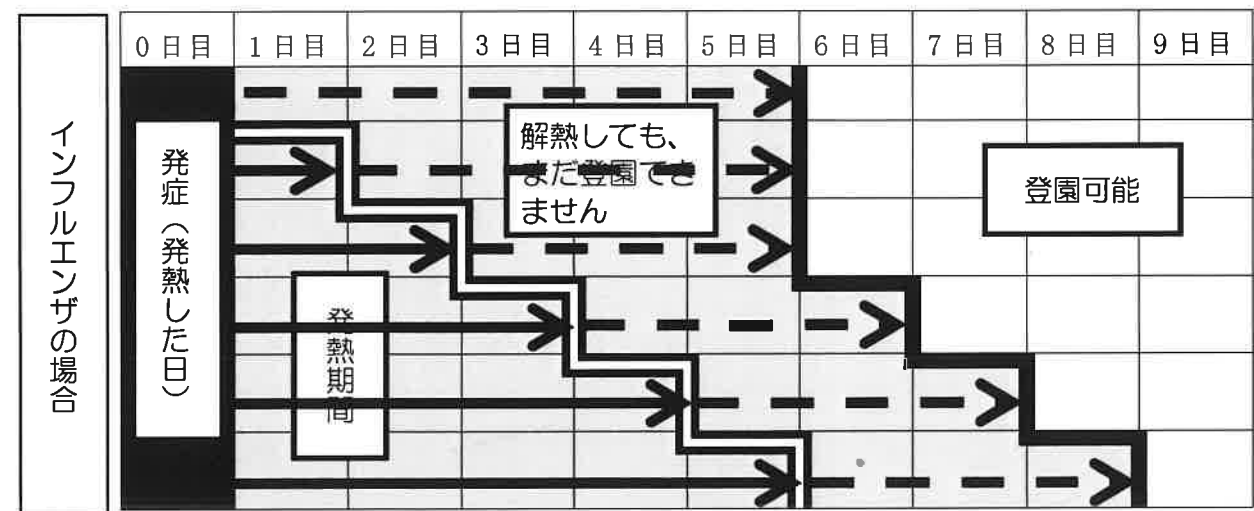 インフルエンザの場合
0日目 1日目 2日目 3日目 4日目 5日目 6日目 7日目 8日目 9日目
発症（発熱した日）
解熱しても、
まだ登園でき
ません
登園可能
発熱期間